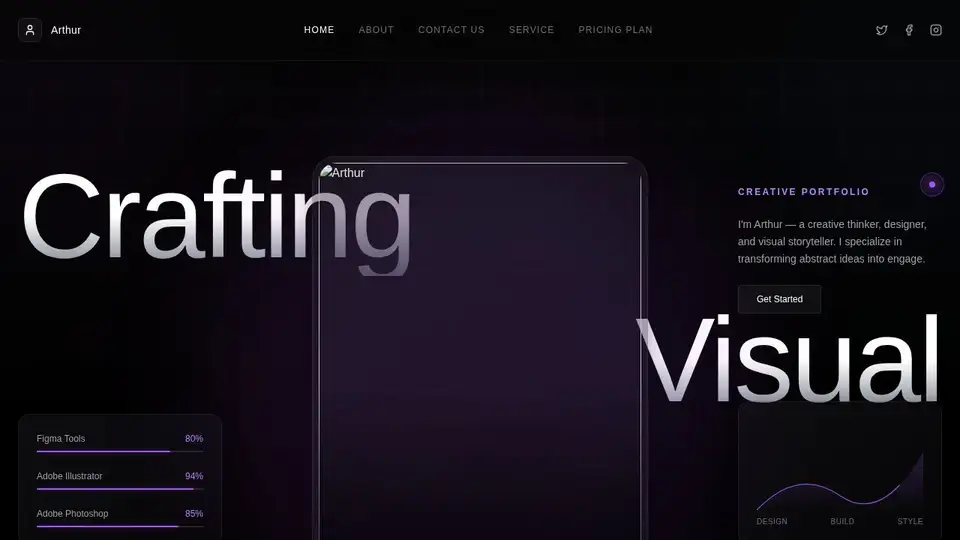 Arthur
HOME
ABOUT
CONTACT US
SERVICE
PRICING PLAN
Crafting
Arthur
CREATIVE PORTFOLIO
I'm Arthur — a creative thinker, designer,
and visual storyteller. I specialize in
transforming abstract ideas into engage.
Get Started
Visual
Figma Tools 80%
Adobe Illustrator 94%
Adobe Photoshop 85%
DESIGN BUILD STYLE